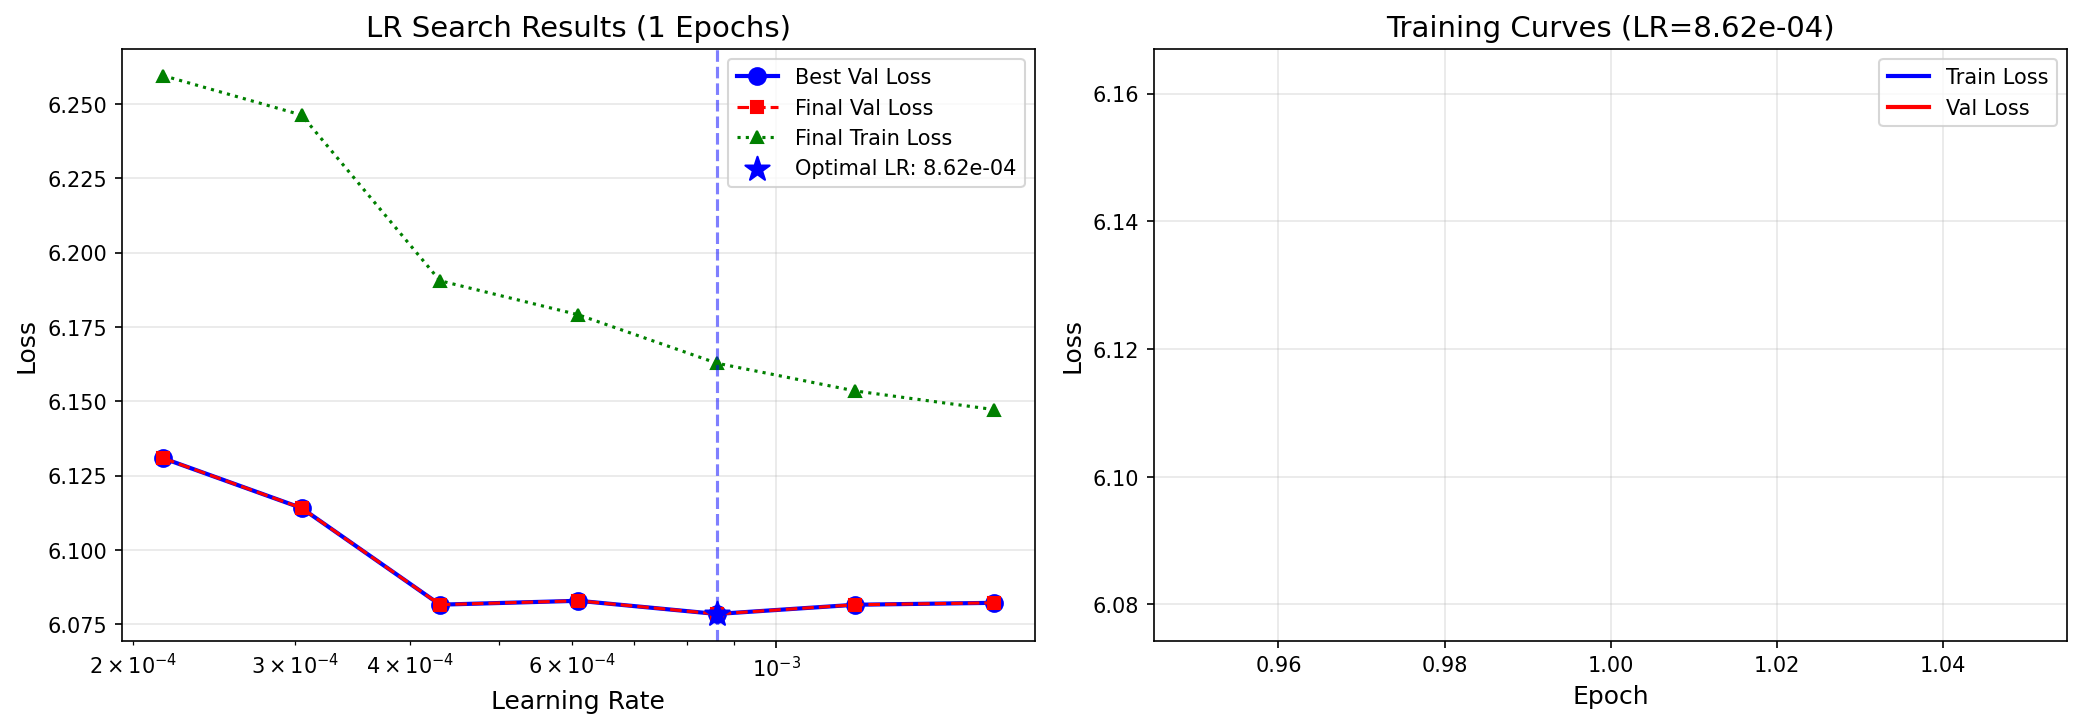 LR Search Results (1 Epochs)
Loss
6.250
6.225
6.200
6.175
6.150
6.125
6.100
6.075
Best Val Loss
Final Val Loss
Final Train Loss
Optimal LR: 8.62e-04
2 × 10⁻⁴
3 × 10⁻⁴
4 × 10⁻⁴
6 × 10⁻⁴
10⁻³
Learning Rate
Training Curves (LR=8.62e-04)
Loss
6.16
6.14
6.12
6.10
6.08
Train Loss
Val Loss
0.96
0.98
1.00
1.02
1.04
Epoch